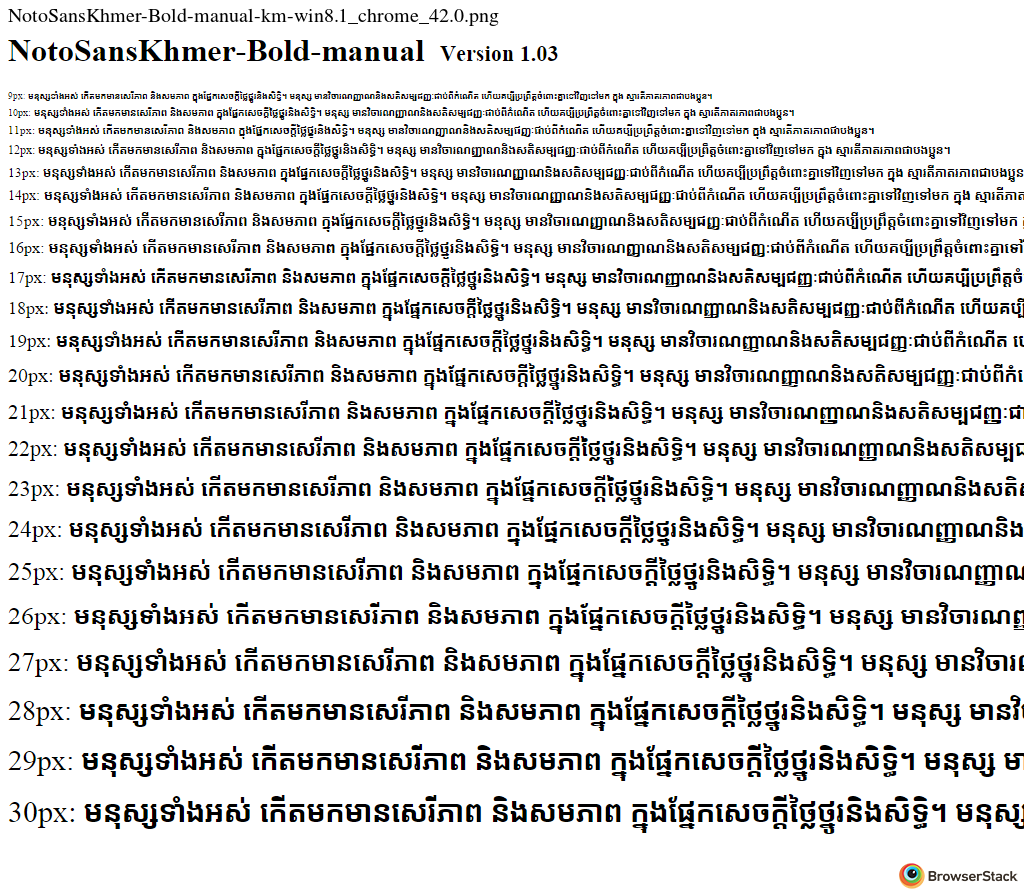 NotoSansKhmer-Bold-manual-km-win8.1_chrome_42.0.png
NotoSansKhmer-Bold-manual Version 1.03
9px: មនុស្សទាំងអស់ កើតមកមានសេរីភាព និងសមភាព ក្នុងផ្នែកសេចក្ដីថ្លៃថ្នូរនិងសិទ្ធិ។ មនុស្ស មានវិចារណញ្ញាណនិងសតិសម្បជញ្ញៈជាប់ពីកំណើត ហើយគប្បីប្រព្រឹត្តចំពោះគ្នាទៅវិញទៅមក ក្នុង ស្មារតីភាតរភាពជាបងប្អូន។
10px: មនុស្សទាំងអស់ កើតមកមានសេរីភាព និងសមភាព ក្នុងផ្នែកសេចក្ដីថ្លៃថ្នូរនិងសិទ្ធិ។ មនុស្ស មានវិចារណញ្ញាណនិងសតិសម្បជញ្ញៈជាប់ពីកំណើត ហើយគប្បីប្រព្រឹត្តចំពោះគ្នាទៅវិញទៅមក ក្នុង ស្មារតីភាតរភាពជាបងប្អូន។
11px: មនុស្សទាំងអស់ កើតមកមានសេរីភាព និងសមភាព ក្នុងផ្នែកសេចក្ដីថ្លៃថ្នូរនិងសិទ្ធិ។ មនុស្ស មានវិចារណញ្ញាណនិងសតិសម្បជញ្ញៈជាប់ពីកំណើត ហើយគប្បីប្រព្រឹត្តចំពោះគ្នាទៅវិញទៅមក ក្នុង ស្មារតីភាតរភាពជាបងប្អូន។
12px: មនុស្សទាំងអស់ កើតមកមានសេរីភាព និងសមភាព ក្នុងផ្នែកសេចក្ដីថ្លៃថ្នូរនិងសិទ្ធិ។ មនុស្ស មានវិចារណញ្ញាណនិងសតិសម្បជញ្ញៈជាប់ពីកំណើត ហើយគប្បីប្រព្រឹត្តចំពោះគ្នាទៅវិញទៅមក ក្នុង ស្មារតីភាតរភាពជាបងប្អូន។
13px: មនុស្សទាំងអស់ កើតមកមានសេរីភាព និងសមភាព ក្នុងផ្នែកសេចក្ដីថ្លៃថ្នូរនិងសិទ្ធិ។ មនុស្ស មានវិចារណញ្ញាណនិងសតិសម្បជញ្ញៈជាប់ពីកំណើត ហើយគប្បីប្រព្រឹត្តចំពោះគ្នាទៅវិញទៅមក ក្នុង ស្មារតីភាតរភាពជាបងប្អូន
14px: មនុស្សទាំងអស់ កើតមកមានសេរីភាព និងសមភាព ក្នុងផ្នែកសេចក្ដីថ្លៃថ្នូរនិងសិទ្ធិ។ មនុស្ស មានវិចារណញ្ញាណនិងសតិសម្បជញ្ញៈជាប់ពីកំណើត ហើយគប្បីប្រព្រឹត្តចំពោះគ្នាទៅវិញទៅមក ក្នុង ស្មារតីភាត
15px: មនុស្សទាំងអស់ កើតមកមានសេរីភាព និងសមភាព ក្នុងផ្នែកសេចក្ដីថ្លៃថ្នូរនិងសិទ្ធិ។ មនុស្ស មានវិចារណញ្ញាណនិងសតិសម្បជញ្ញៈជាប់ពីកំណើត ហើយគប្បីប្រព្រឹត្តចំពោះគ្នាទៅវិញទៅមក
16px: មនុស្សទាំងអស់ កើតមកមានសេរីភាព និងសមភាព ក្នុងផ្នែកសេចក្ដីថ្លៃថ្នូរនិងសិទ្ធិ។ មនុស្ស មានវិចារណញ្ញាណនិងសតិសម្បជញ្ញៈជាប់ពីកំណើត ហើយគប្បីប្រព្រឹត្តចំពោះគ្នាទៅ
17px: មនុស្សទាំងអស់ កើតមកមានសេរីភាព និងសមភាព ក្នុងផ្នែកសេចក្ដីថ្លៃថ្នូរនិងសិទ្ធិ។ មនុស្ស មានវិចារណញ្ញាណនិងសតិសម្បជញ្ញៈជាប់ពីកំណើត ហើយគប្បីប្រព្រឹត្តចំ
18px: មនុស្សទាំងអស់ កើតមកមានសេរីភាព និងសមភាព ក្នុងផ្នែកសេចក្ដីថ្លៃថ្នូរនិងសិទ្ធិ។ មនុស្ស មានវិចារណញ្ញាណនិងសតិសម្បជញ្ញៈជាប់ពីកំណើត ហើយគប្បី
19px: មនុស្សទាំងអស់ កើតមកមានសេរីភាព និងសមភាព ក្នុងផ្នែកសេចក្ដីថ្លៃថ្នូរនិងសិទ្ធិ។ មនុស្ស មានវិចារណញ្ញាណនិងសតិសម្បជញ្ញៈជាប់ពីកំណើត
20px: មនុស្សទាំងអស់ កើតមកមានសេរីភាព និងសមភាព ក្នុងផ្នែកសេចក្ដីថ្លៃថ្នូរនិងសិទ្ធិ។ មនុស្ស មានវិចារណញ្ញាណនិងសតិសម្បជញ្ញៈជាប់ពីកំ
21px: មនុស្សទាំងអស់ កើតមកមានសេរីភាព និងសមភាព ក្នុងផ្នែកសេចក្ដីថ្លៃថ្នូរនិងសិទ្ធិ។ មនុស្ស មានវិចារណញ្ញាណនិងសតិសម្បជញ្ញៈជា
22px: មនុស្សទាំងអស់ កើតមកមានសេរីភាព និងសមភាព ក្នុងផ្នែកសេចក្ដីថ្លៃថ្នូរនិងសិទ្ធិ។ មនុស្ស មានវិចារណញ្ញាណនិងសតិសម្បជ
23px: មនុស្សទាំងអស់ កើតមកមានសេរីភាព និងសមភាព ក្នុងផ្នែកសេចក្ដីថ្លៃថ្នូរនិងសិទ្ធិ។ មនុស្ស មានវិចារណញ្ញាណនិងសតិស
24px: មនុស្សទាំងអស់ កើតមកមានសេរីភាព និងសមភាព ក្នុងផ្នែកសេចក្ដីថ្លៃថ្នូរនិងសិទ្ធិ។ មនុស្ស មានវិចារណញ្ញាណនិង
25px: មនុស្សទាំងអស់ កើតមកមានសេរីភាព និងសមភាព ក្នុងផ្នែកសេចក្ដីថ្លៃថ្នូរនិងសិទ្ធិ។ មនុស្ស មានវិចារណញ្ញាណ
26px: មនុស្សទាំងអស់ កើតមកមានសេរីភាព និងសមភាព ក្នុងផ្នែកសេចក្ដីថ្លៃថ្នូរនិងសិទ្ធិ។ មនុស្ស មានវិចារណញ្ញ
27px: មនុស្សទាំងអស់ កើតមកមានសេរីភាព និងសមភាព ក្នុងផ្នែកសេចក្ដីថ្លៃថ្នូរនិងសិទ្ធិ។ មនុស្ស មានវិចារ
28px: មនុស្សទាំងអស់ កើតមកមានសេរីភាព និងសមភាព ក្នុងផ្នែកសេចក្ដីថ្លៃថ្នូរនិងសិទ្ធិ។ មនុស្ស មានវិ
29px: មនុស្សទាំងអស់ កើតមកមានសេរីភាព និងសមភាព ក្នុងផ្នែកសេចក្ដីថ្លៃថ្នូរនិងសិទ្ធិ។ មនុស្ស មា
30px: មនុស្សទាំងអស់ កើតមកមានសេរីភាព និងសមភាព ក្នុងផ្នែកសេចក្ដីថ្លៃថ្នូរនិងសិទ្ធិ។ មនុស្ស
BrowserStack